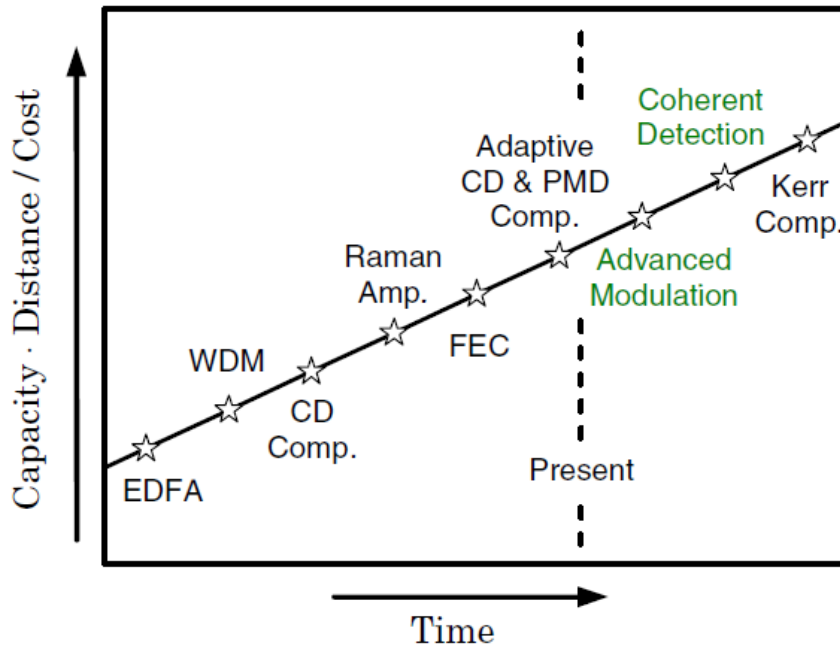 Capacity · Distance / Cost
Coherent
Detection
Adaptive
CD & PMD
Comp.
Kerr
Comp.
Raman
Amp.
Advanced
Modulation
WDM
FEC
CD
Comp.
EDFA
Present
Time